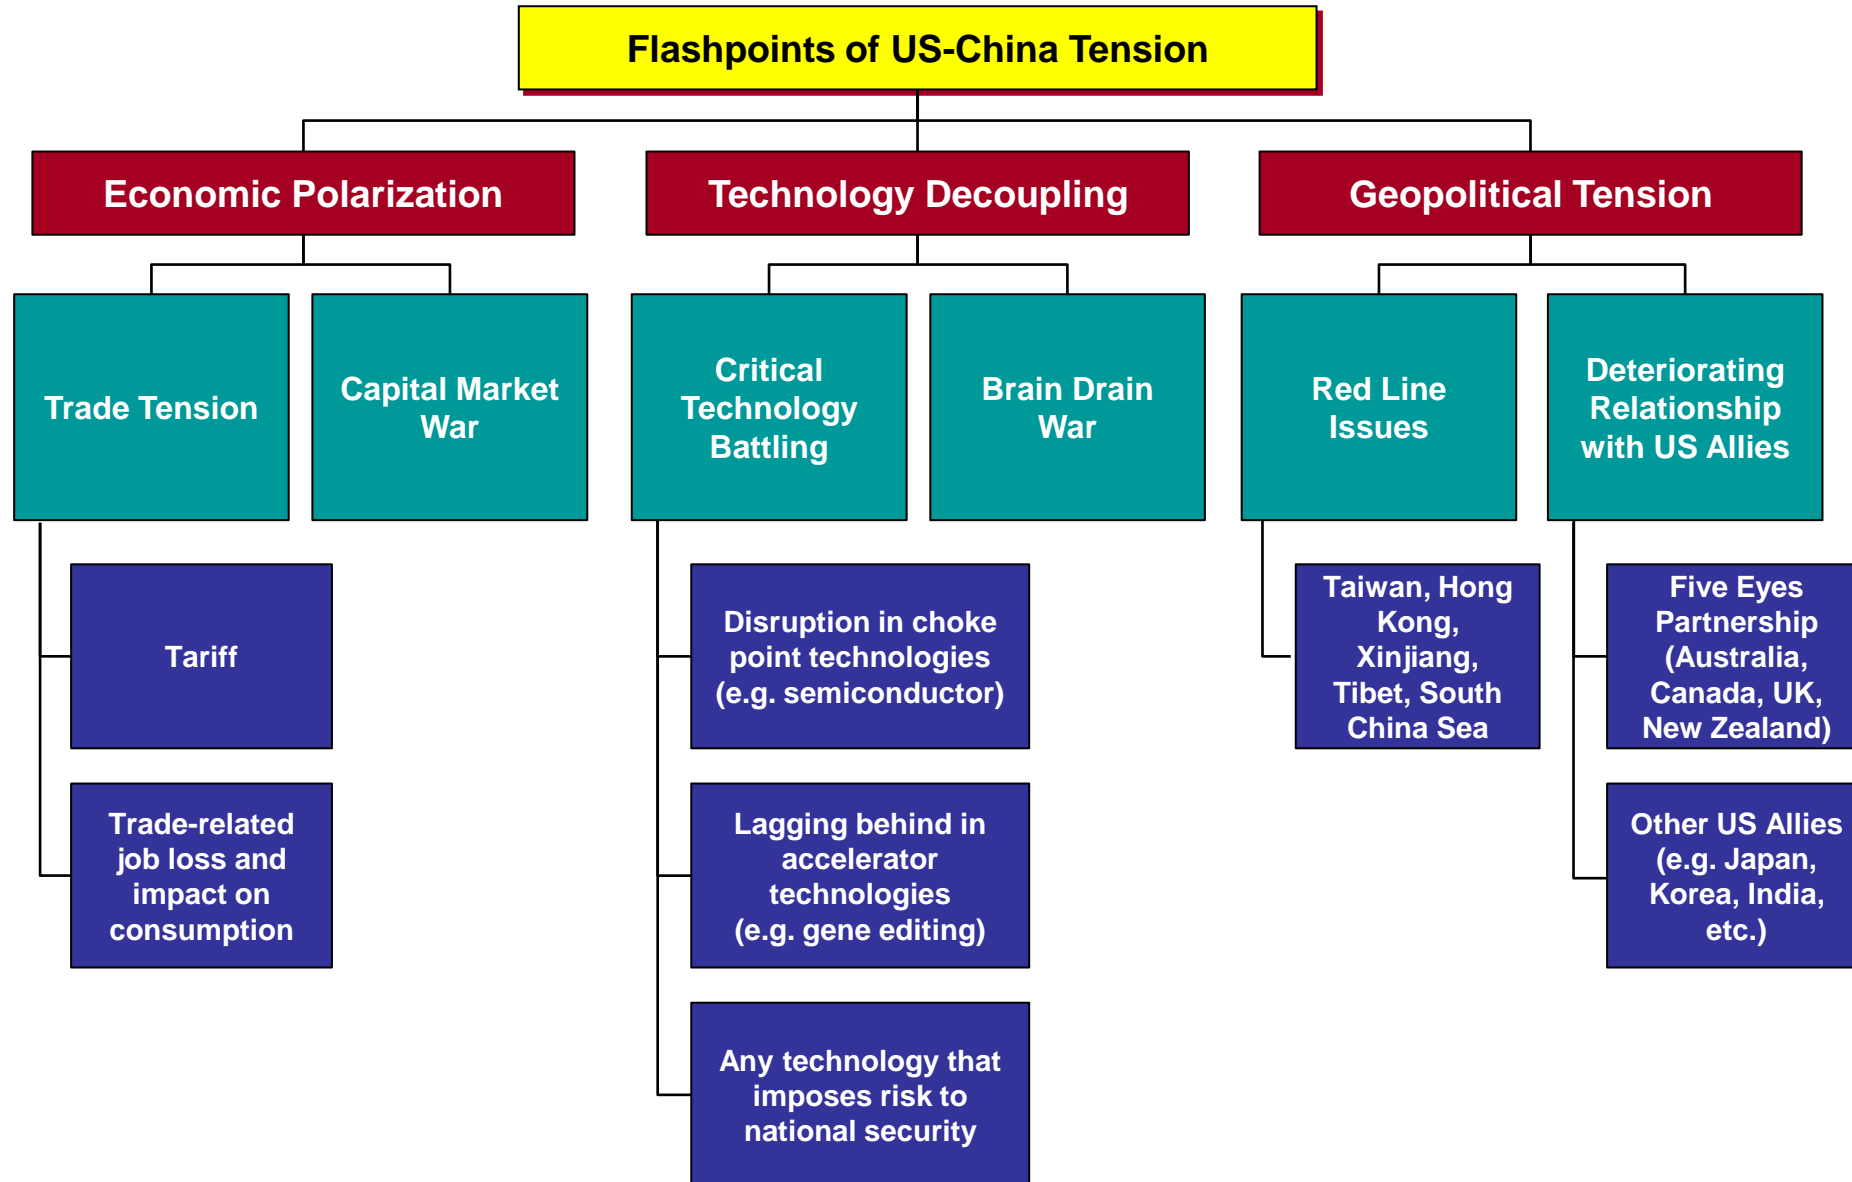 Flashpoints of US-China Tension
Economic Polarization
Technology Decoupling
Geopolitical Tension
Trade Tension
Capital Market
War
Critical
Technology
Battling
Brain Drain
War
Red Line
Issues
Deteriorating
Relationship
with US Allies
Tariff
Trade-related
job loss and
impact on
consumption
Disruption in choke
point technologies
(e.g. semiconductor)
Lagging behind in
accelerator
technologies
(e.g. gene editing)
Any technology that
imposes risk to
national security
Taiwan, Hong
Kong,
Xinjiang,
Tibet, South
China Sea
Five Eyes
Partnership
(Australia,
Canada, UK,
New Zealand)
Other US Allies
(e.g. Japan,
Korea, India,
etc.)